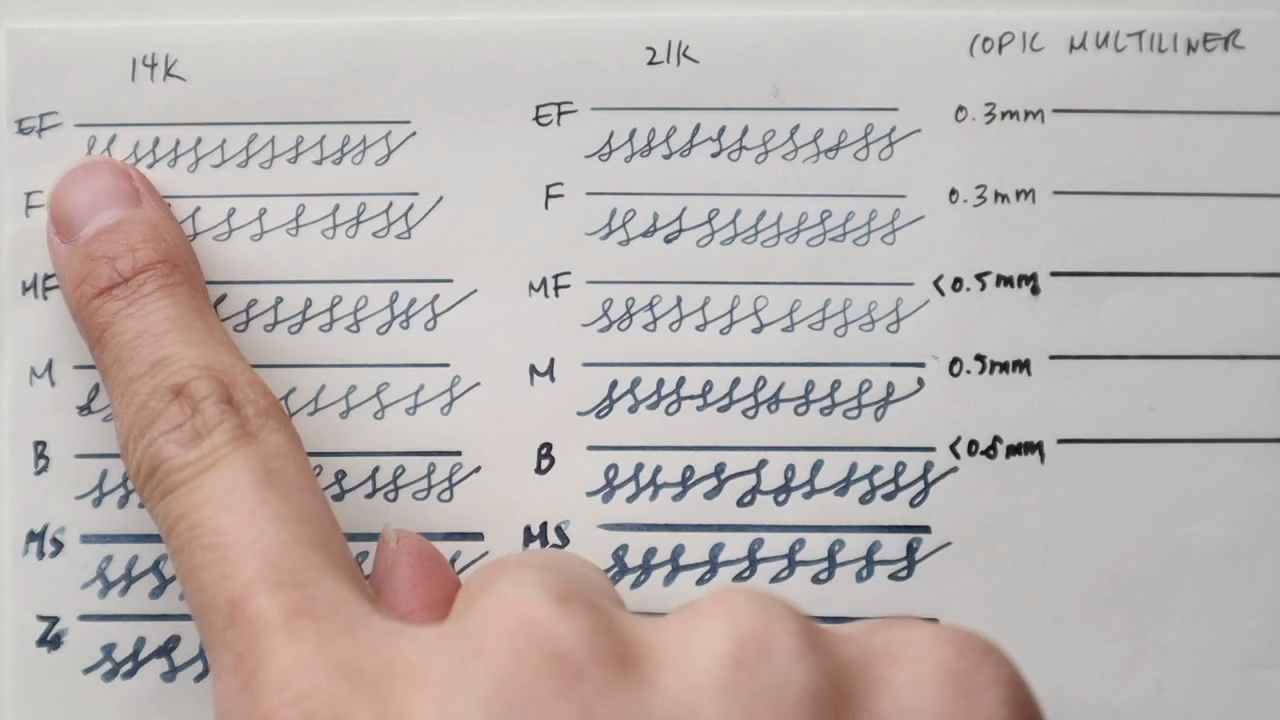 14K 21K COPIC MULTILINER
EF EF 0.3mm
F F 0.3mm
MF MF <0.5mm
M M 0.5mm
B B <0.8mm
MS MS
Z